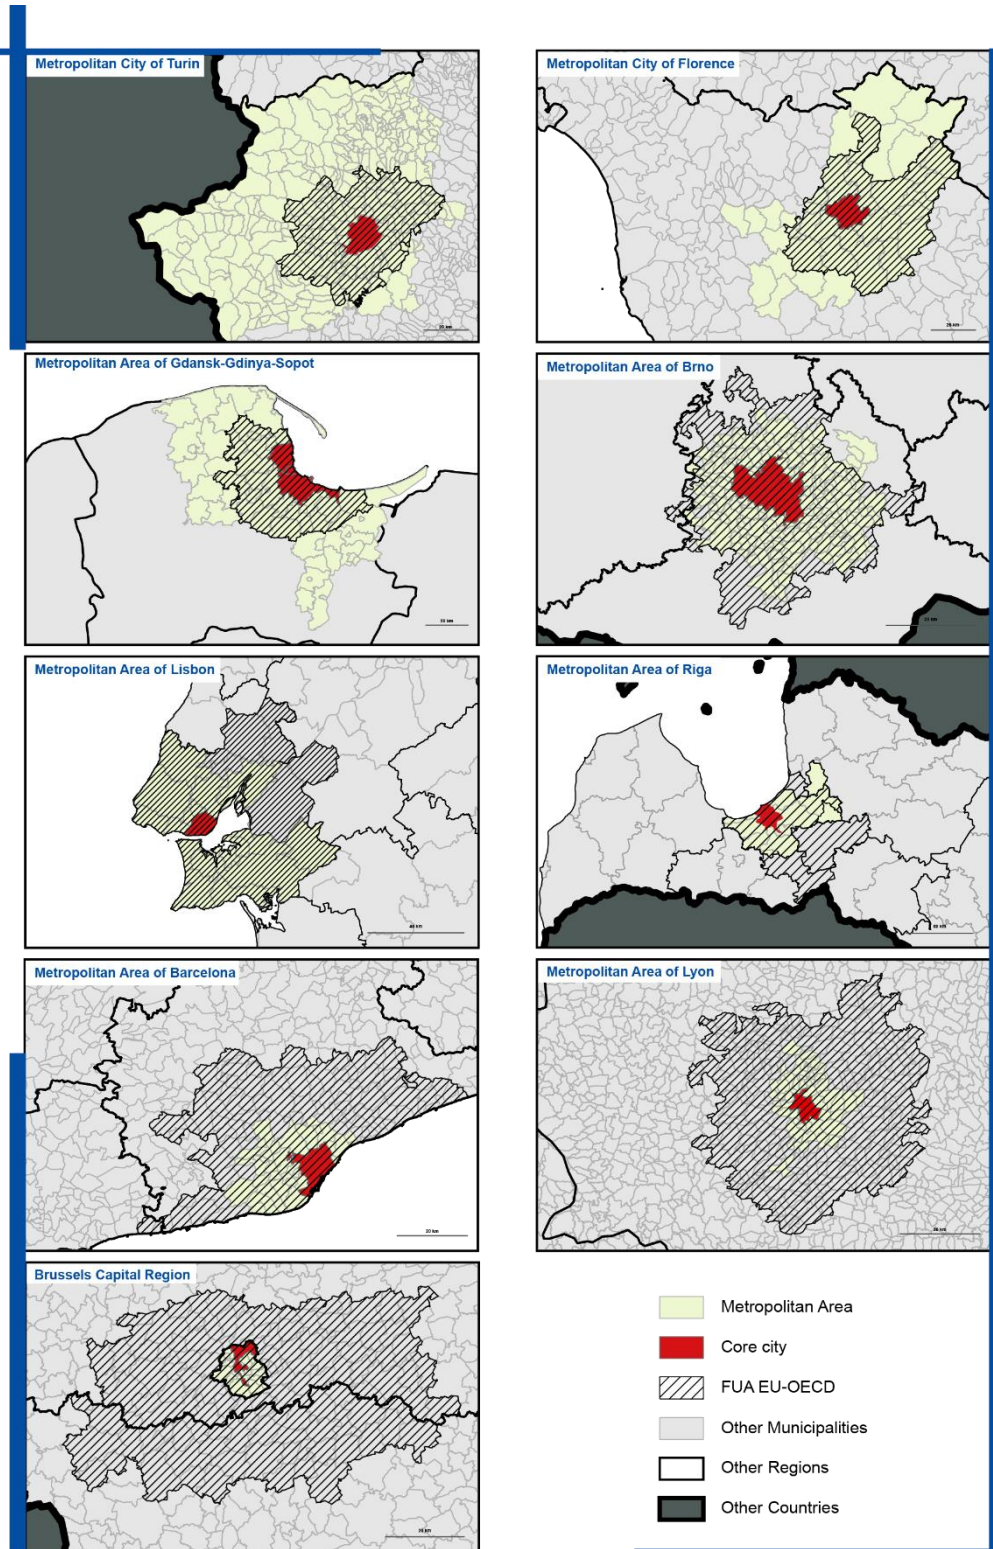 Metropolitan City of Turin
Metropolitan City of Florence
Metropolitan Area of Gdansk-Gdinya-Sopot
Metropolitan Area of Brno
Metropolitan Area of Lisbon
Metropolitan Area of Riga
Metropolitan Area of Barcelona
Metropolitan Area of Lyon
Brussels Capital Region
Metropolitan Area
Core city
FUA EU-OECD
Other Municipalities
Other Regions
Other Countries